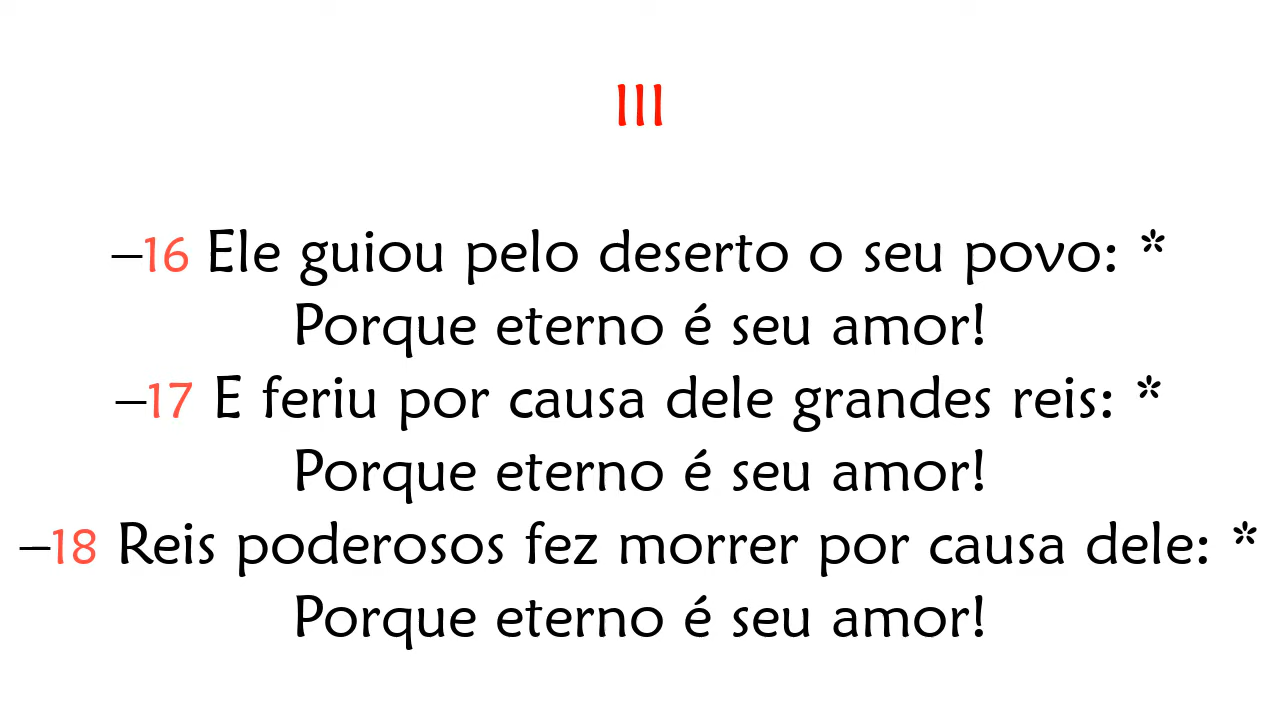 III
–16 Ele guiou pelo deserto o seu povo: *
Porque eterno é seu amor!
–17 E feriu por causa dele grandes reis: *
Porque eterno é seu amor!
–18 Reis poderosos fez morrer por causa dele: *
Porque eterno é seu amor!